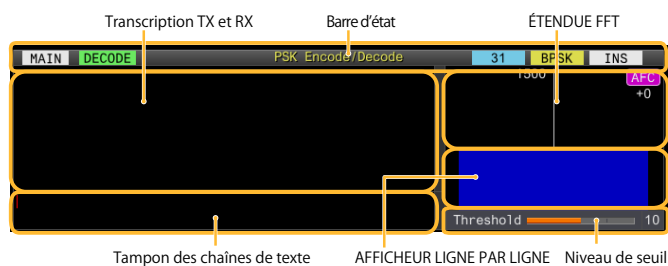 Transcription TX et RX Barre d'état ÉTENDUE FFT
MAIN DECODE PSK Encode/Decode 31 BPSK INS
1500 AFC
+0
Threshold 10
Tampon des chaînes de texte AFFICHEUR LIGNE PAR LIGNE Niveau de seuil